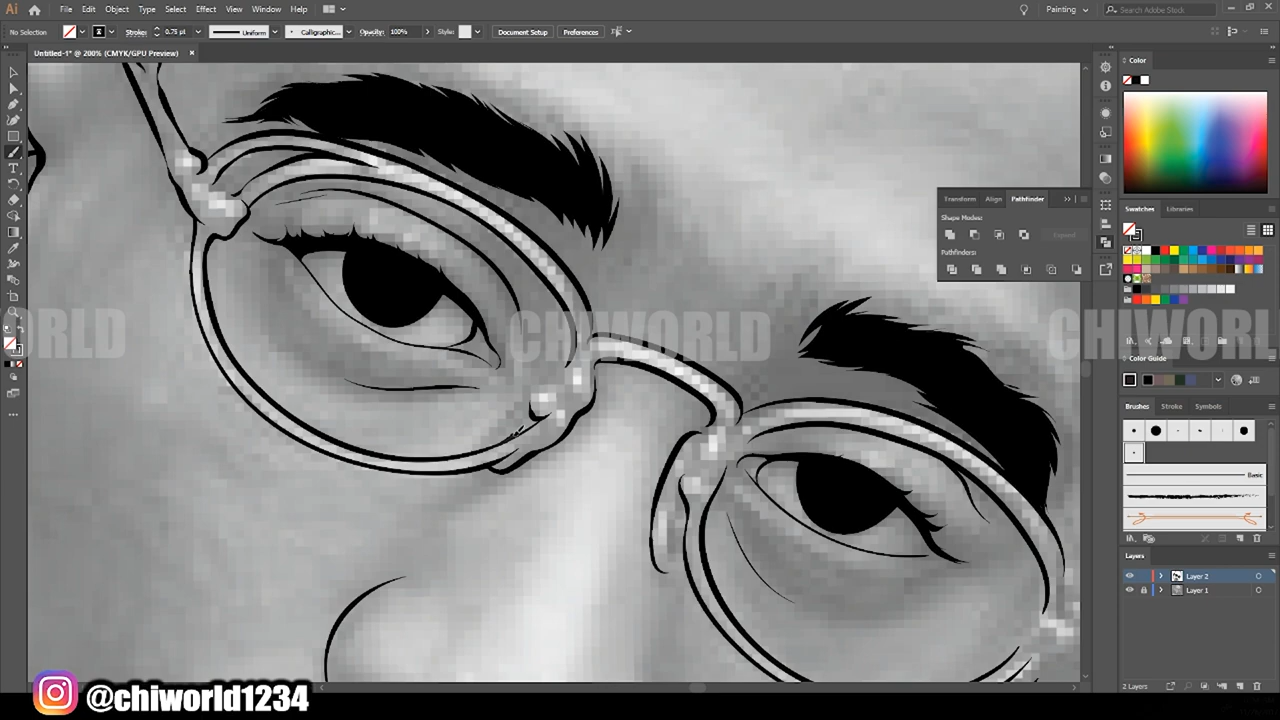 Ai File Edit Object Type Select Effect View Window Help Painting Search Adobe Stock
No Selection Stroke: 0.75 pt Uniform Calligraphic... Opacity: 100% Style: Document Setup Preferences
Untitled-1* @ 200% (CMYK/GPU Preview)
Color
Transform Align Pathfinder
Shape Modes:
Expand
Pathfinders:
Swatches Libraries
WORLD CHIWORLD CHIWORL
Color Guide
Brushes Stroke Symbols
Basic
Layers
Layer 2
Layer 1
2 Layers
@chiworld1234